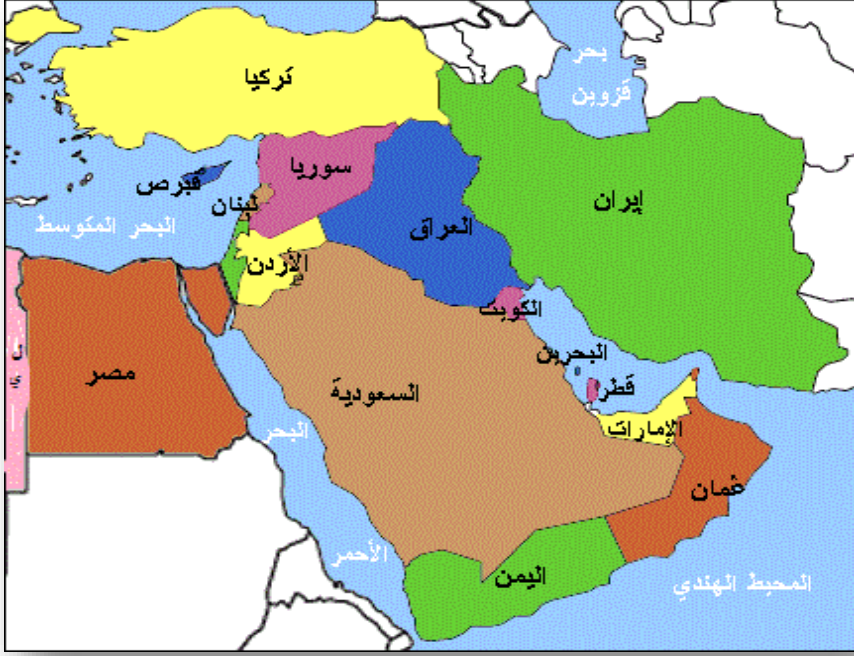 تركيا
بحر
قزوين
سوريا
قبرص
لبنان
إيران
البحر المتوسط
العراق
الأردن
الكويت
البحرين
مصر
السعودية
قطر
الإمارات
البحر
عُمان
الأحمر
اليمن
المحيط الهندي